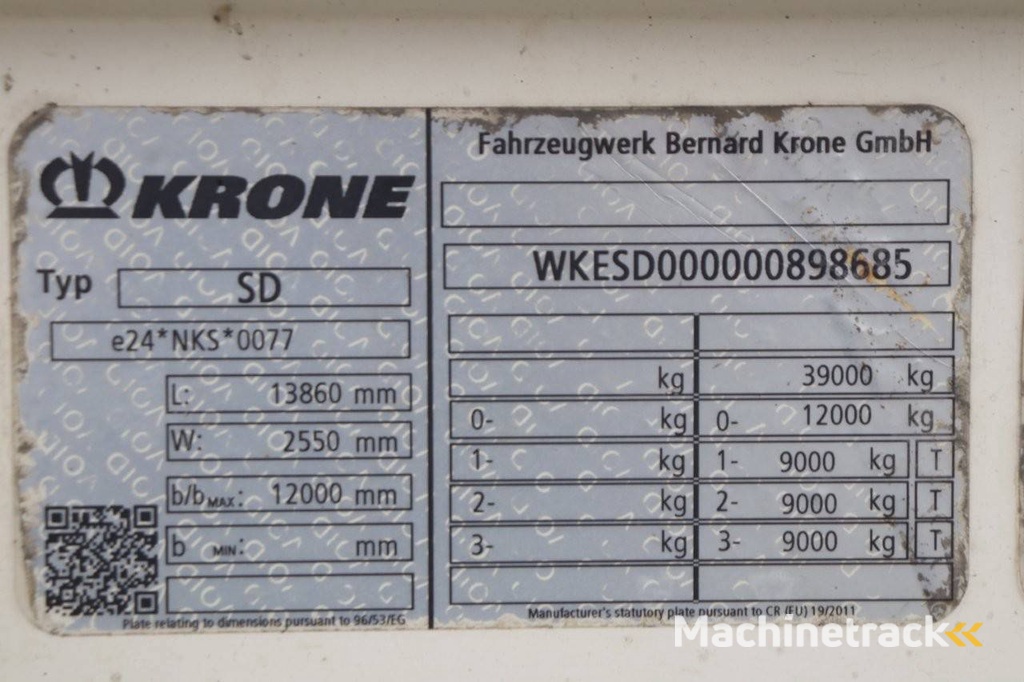 KRONE
Typ SD
e24*NKS*0077
L: 13860 mm
W: 2550 mm
b/b MAX: 12000 mm
b MIN: mm
Plate relating to dimensions pursuant to 96/53/EG
Fahrzeugwerk Bernard Krone GmbH
WKESD000000898685
kg 39000 kg
0- kg 0- 12000 kg
1- kg 1- 9000 kg T
2- kg 2- 9000 kg T
3- kg 3- 9000 kg T
Manufacturer's statutory plate pursuant to CR (EU) 19/2011
Machinetrack